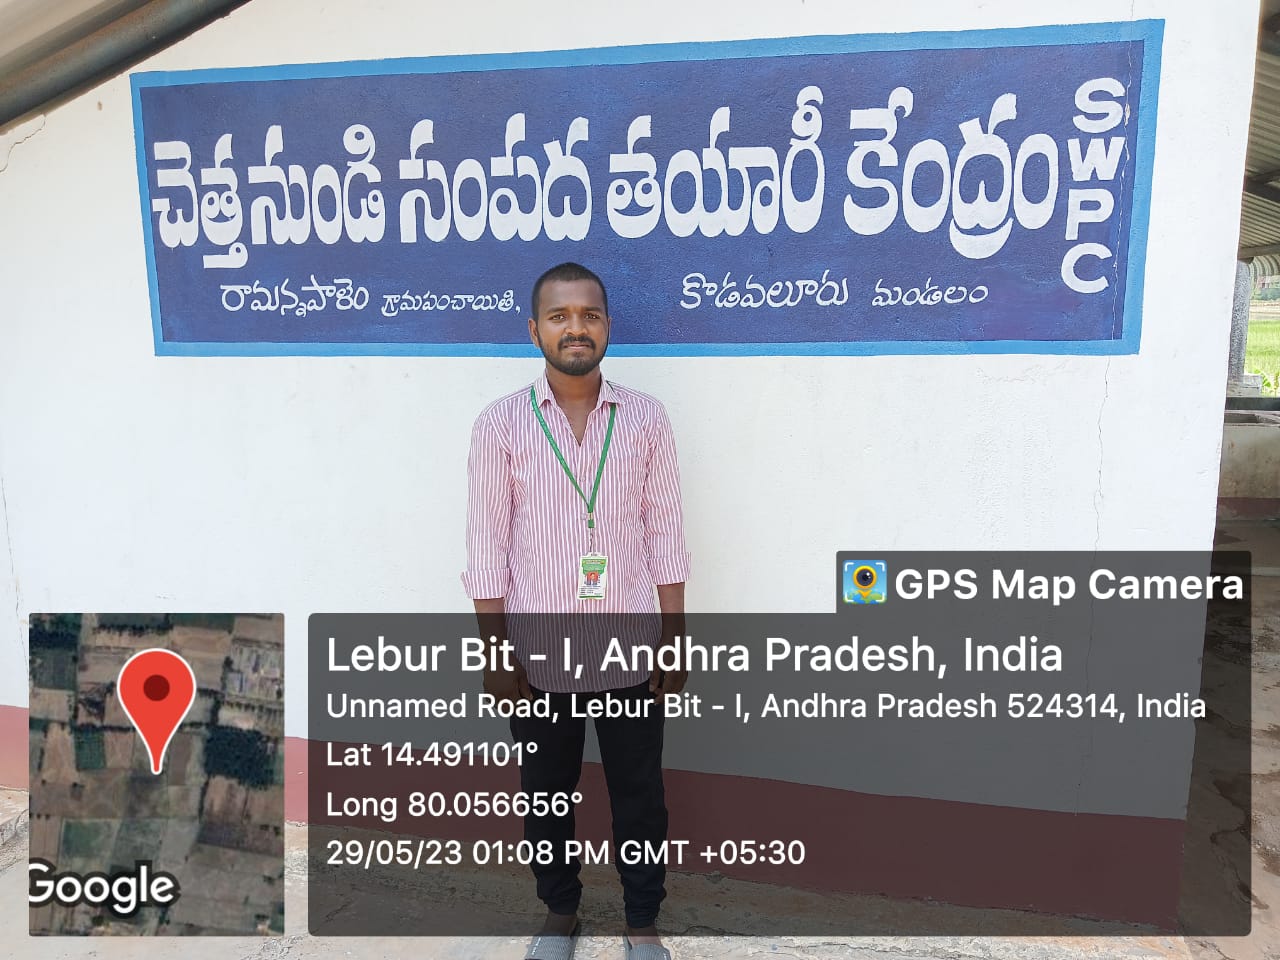 చెత్త నుండి సంపద తయారీ కేంద్రం
SWPC
రామన్నపాళెం గ్రామపంచాయితి, కొడవలూరు మండలం
GPS Map Camera
Lebur Bit - I, Andhra Pradesh, India
Unnamed Road, Lebur Bit - I, Andhra Pradesh 524314, India
Lat 14.491101°
Long 80.056656°
29/05/23 01:08 PM GMT +05:30
Google